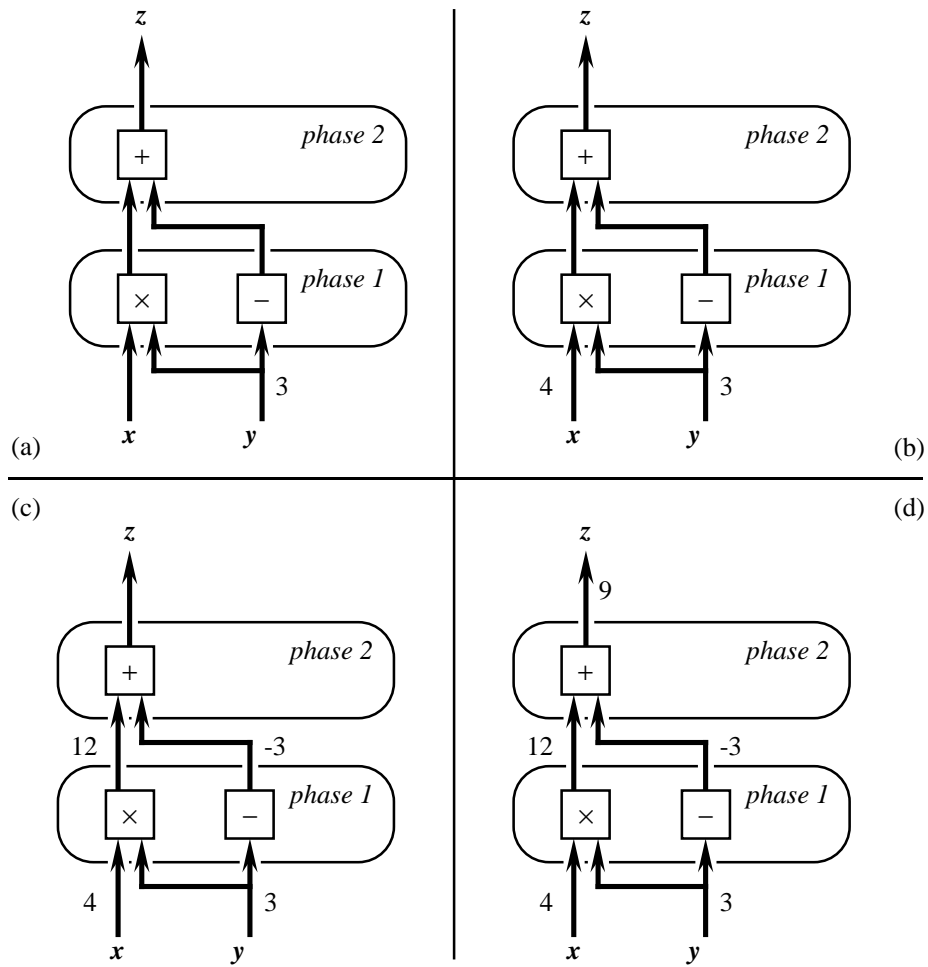 z
phase 2
+
phase 1
× −
3
x y
(a)
z
phase 2
+
phase 1
× −
4 3
x y
(b)
(c)
z
phase 2
+
12 -3
phase 1
× −
4 3
x y
(d)
z
9
phase 2
+
12 -3
phase 1
× −
4 3
x y